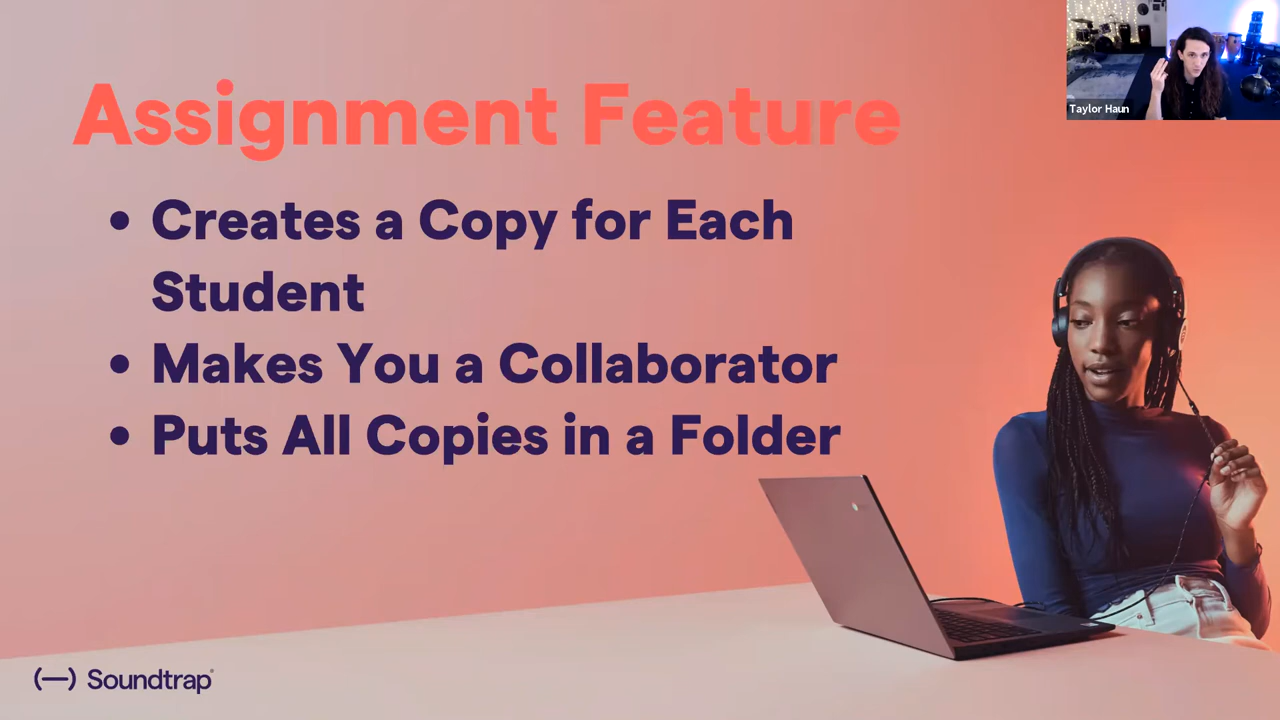 Assignment Feature
Taylor Haun
• Creates a Copy for Each
Student
• Makes You a Collaborator
• Puts All Copies in a Folder
(—) Soundtrap®